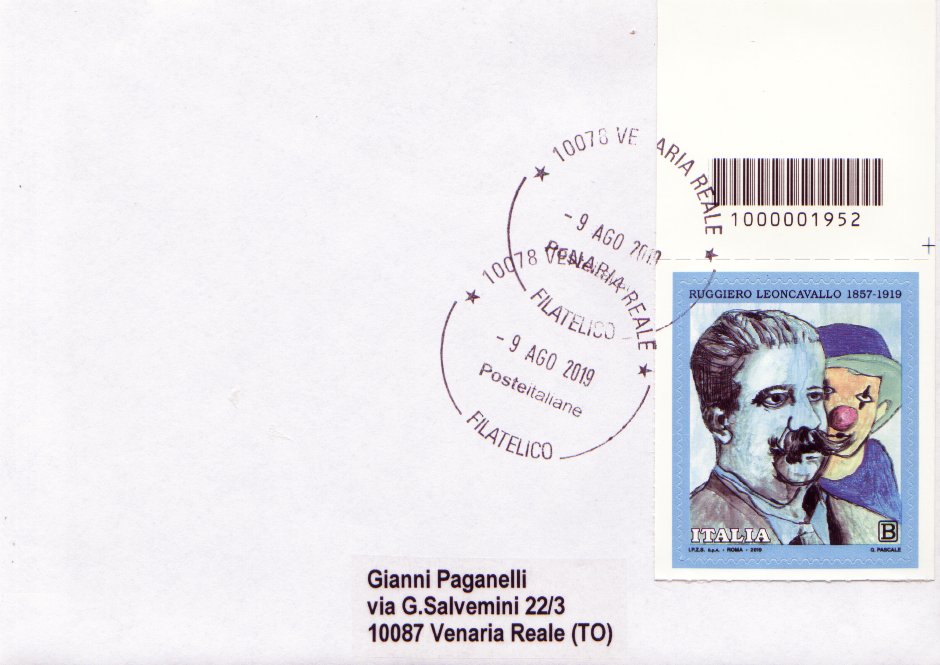 10078 VENARIA REALE
- 9 AGO 2019
FILATELICO
10078 VENARIA REALE
- 9 AGO 2019
Posteitaliane
FILATELICO
1000001952
RUGGIERO LEONCAVALLO 1857-1919
ITALIA
B
I.P.Z.S. S.p.A. - ROMA - 2019
G. PASCALE
Gianni Paganelli
via G.Salvemini 22/3
10087 Venaria Reale (TO)